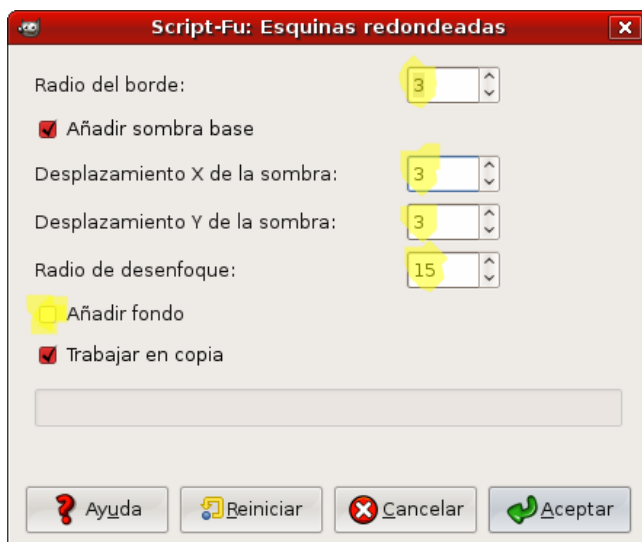 Script-Fu: Esquinas redondeadas
Radio del borde: 3
Añadir sombra base
Desplazamiento X de la sombra: 3
Desplazamiento Y de la sombra: 3
Radio de desenfoque: 15
Añadir fondo
Trabajar en copia
Ayuda Reiniciar Cancelar Aceptar